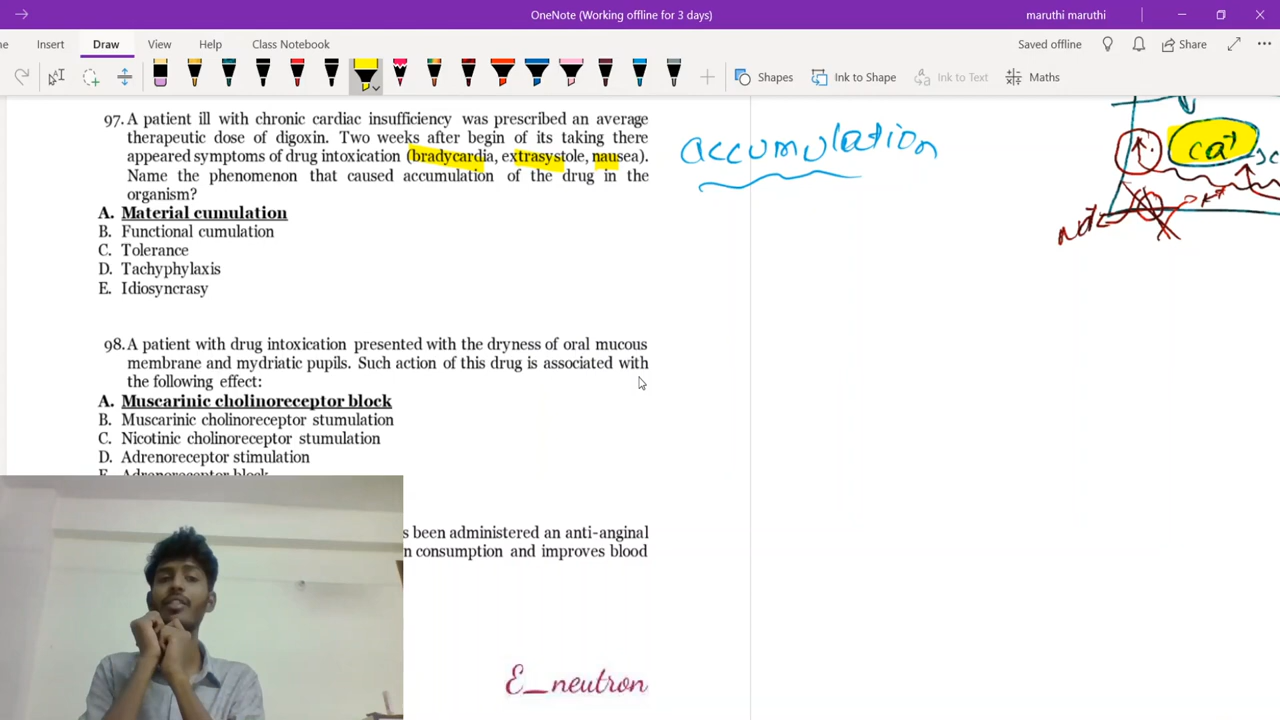 OneNote (Working offline for 3 days)
maruthi maruthi
Insert
Draw
View
Help
Class Notebook
Saved offline
Share
Shapes
Ink to Shape
Ink to Text
Maths
97. A patient ill with chronic cardiac insufficiency was prescribed an average
therapeutic dose of digoxin. Two weeks after begin of its taking there
appeared symptoms of drug intoxication (bradycardia, extrasystole, nausea).
Name the phenomenon that caused accumulation of the drug in the
organism?
A. Material cumulation
B. Functional cumulation
C. Tolerance
D. Tachyphylaxis
E. Idiosyncrasy
accumulation
ca+
98. A patient with drug intoxication presented with the dryness of oral mucous
membrane and mydriatic pupils. Such action of this drug is associated with
the following effect:
A. Muscarinic cholinoreceptor block
B. Muscarinic cholinoreceptor stumulation
C. Nicotinic cholinoreceptor stumulation
D. Adrenoreceptor stimulation
E. Adrenoreceptor block
been administered an anti-anginal
consumption and improves blood
E_neutron